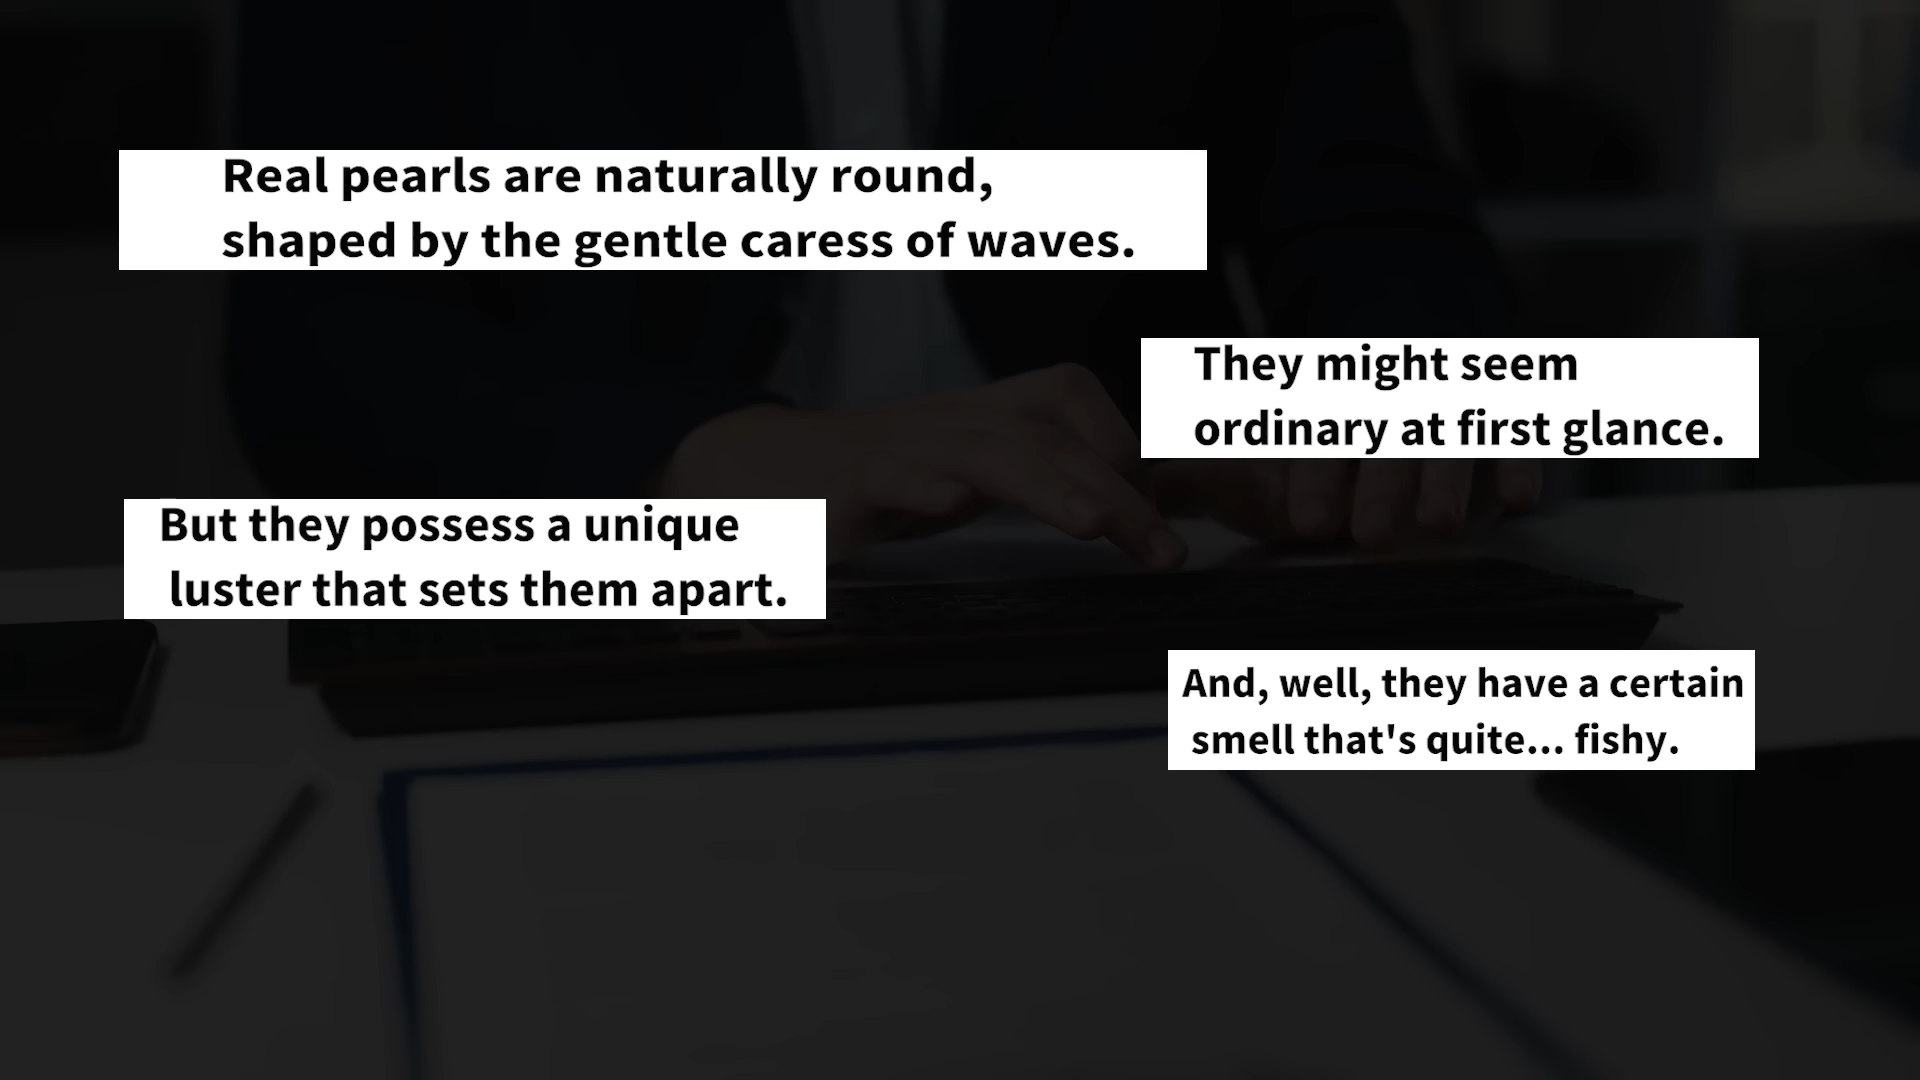 Real pearls are naturally round,
shaped by the gentle caress of waves.
They might seem
ordinary at first glance.
But they possess a unique
luster that sets them apart.
And, well, they have a certain
smell that's quite... fishy.